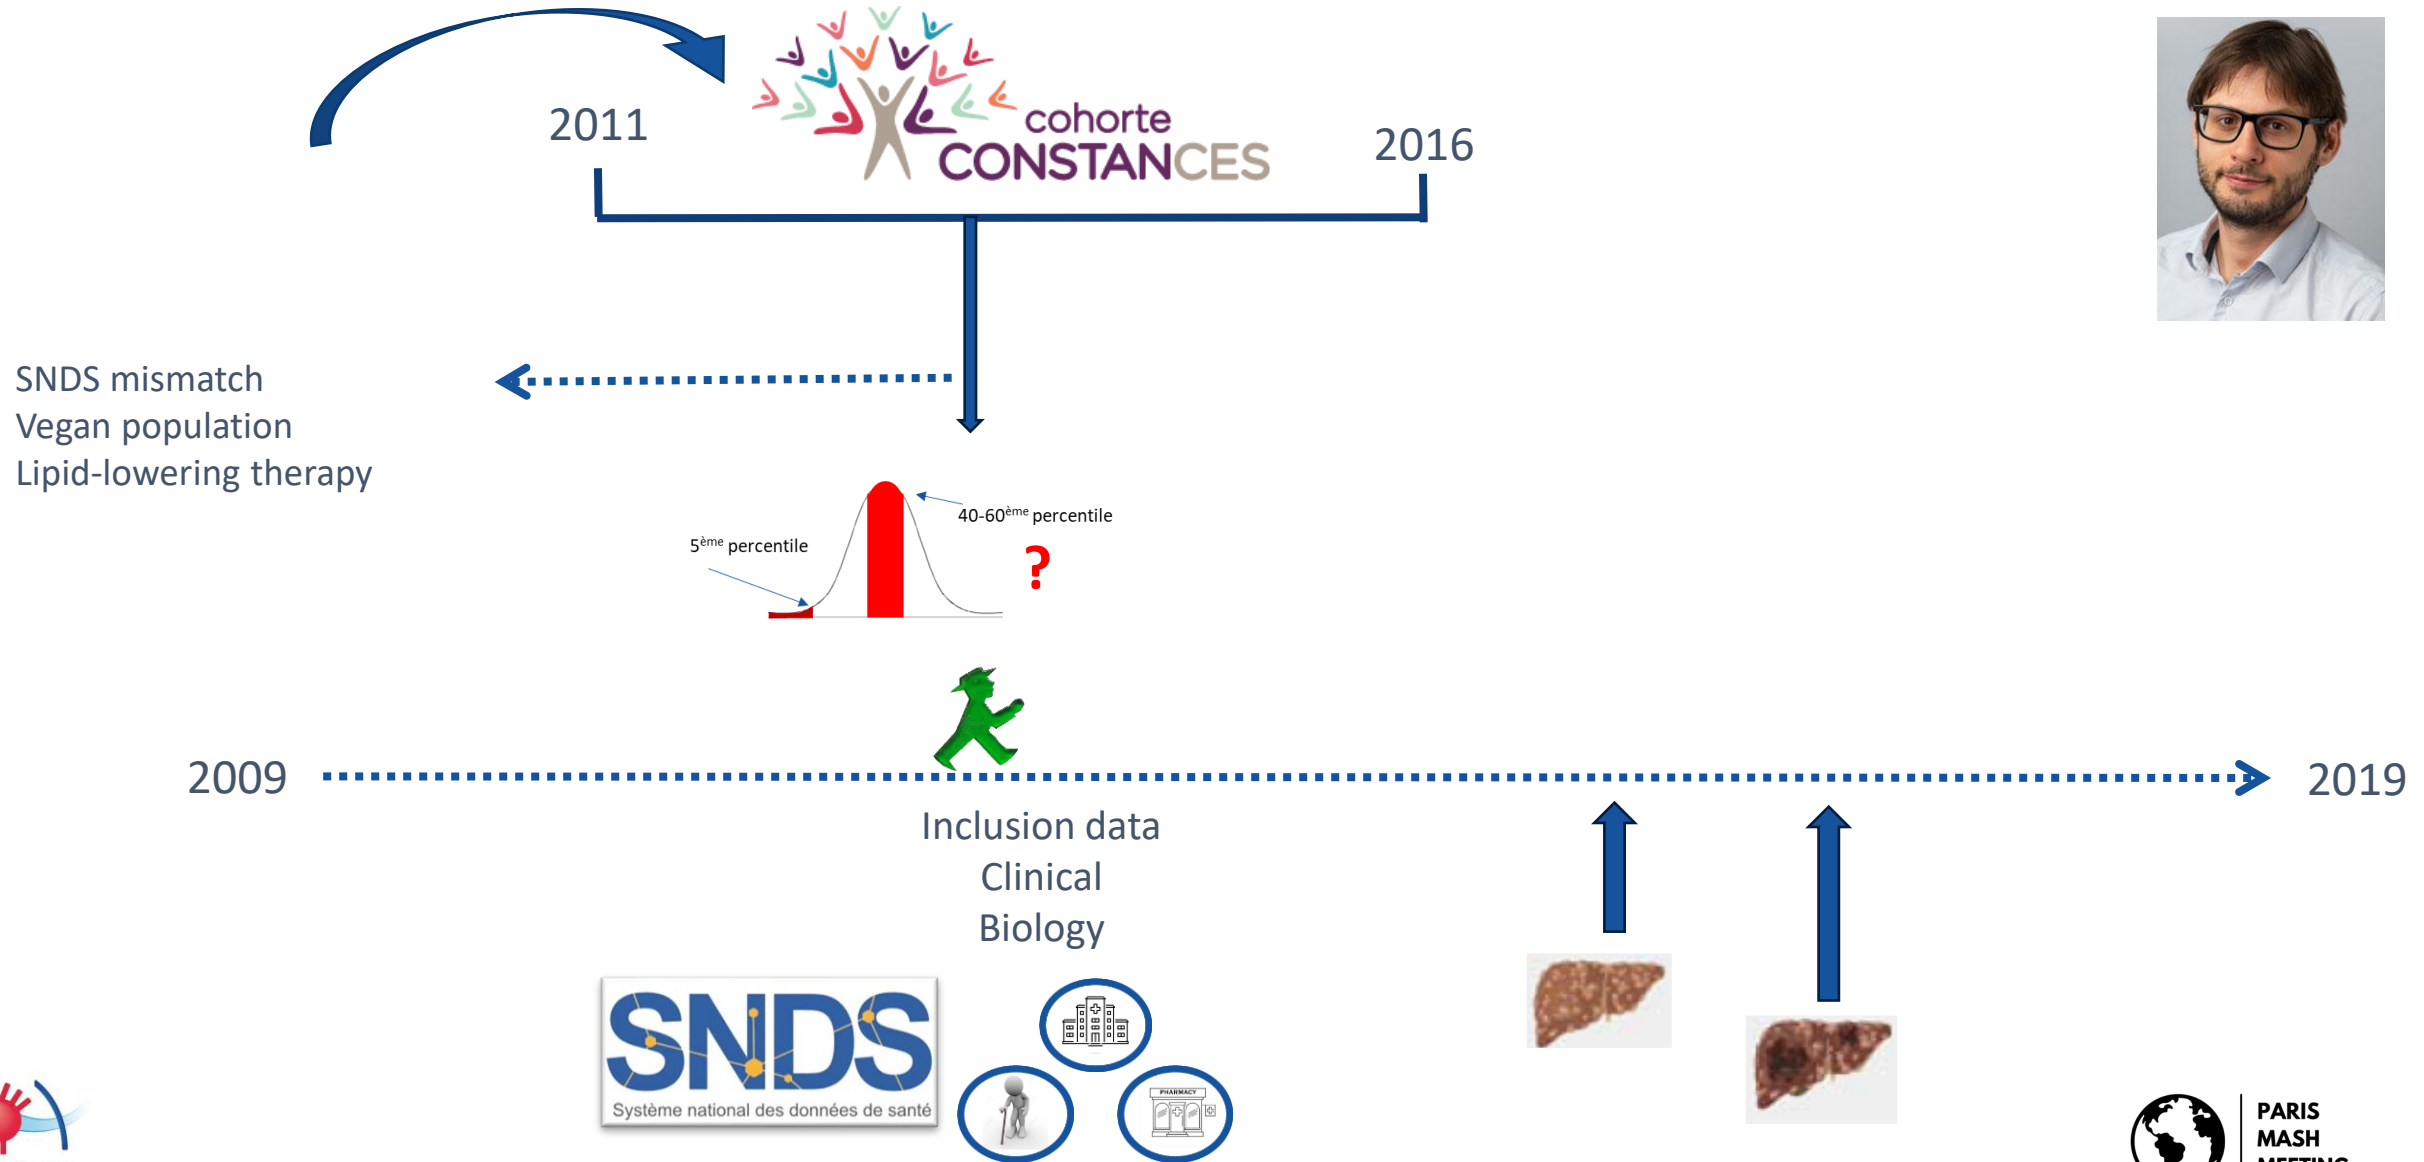 2011
cohorte
CONSTANCES
2016
SNDS mismatch
Vegan population
Lipid-lowering therapy
40-60ème percentile
5ème percentile
?
2009
2019
Inclusion data
Clinical
Biology
SNDS
Système national des données de santé
PHARMACY
PARIS
MASH
MEETING